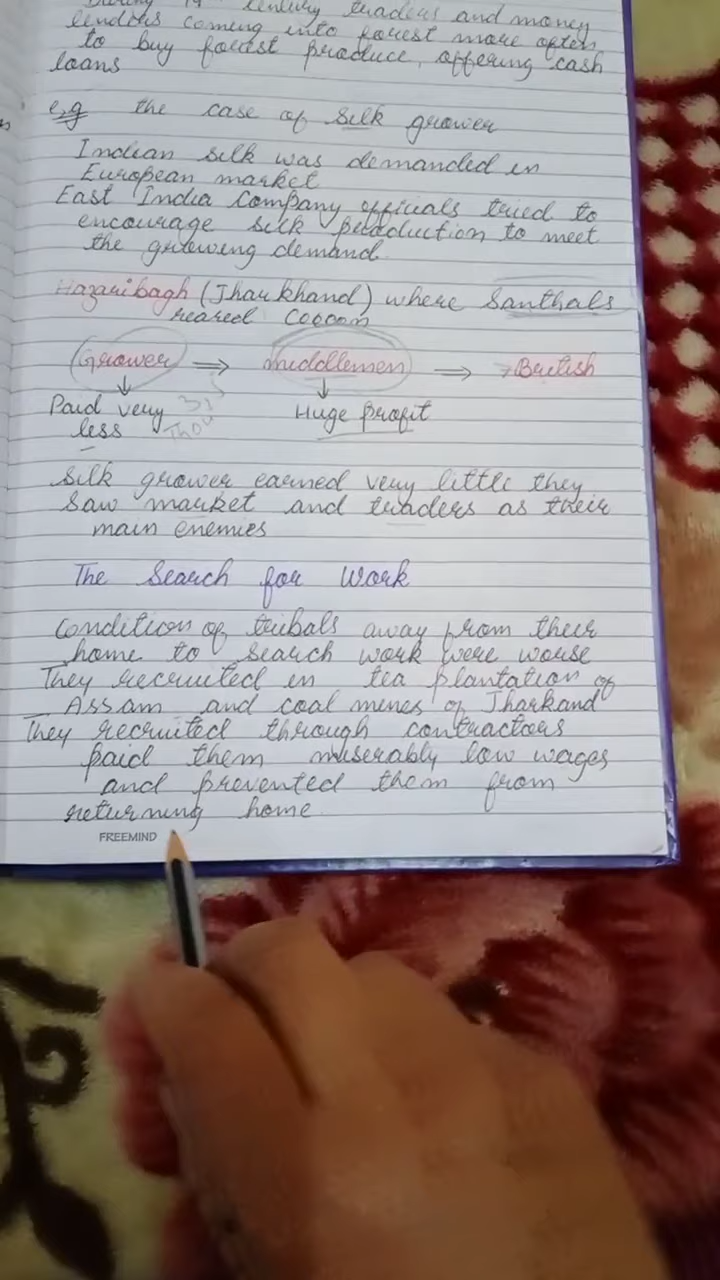 During 19th century traders and money
lenders coming into forest more often
to buy forest produce, offering cash
loans
e.g the case of silk grower
Indian silk was demanded in
European market
East India Company officials tried to
encourage silk production to meet
the growing demand
Hazaribagh (Jharkhand) where Santhals
reared Cocoon
Grower ⇒ middlemen ⇒ British
↓ ↓
Paid very Huge profit
less
Silk grower earned very little they
saw market and traders as their
main enemies
The Search for Work
Condition of tribals away from their
home to search work were worse
They recruited in tea plantation of
Assam and coal mines of Jharkand
They recruited through contractors
paid them miserably low wages
and prevented them from
returning home
FREEMIND